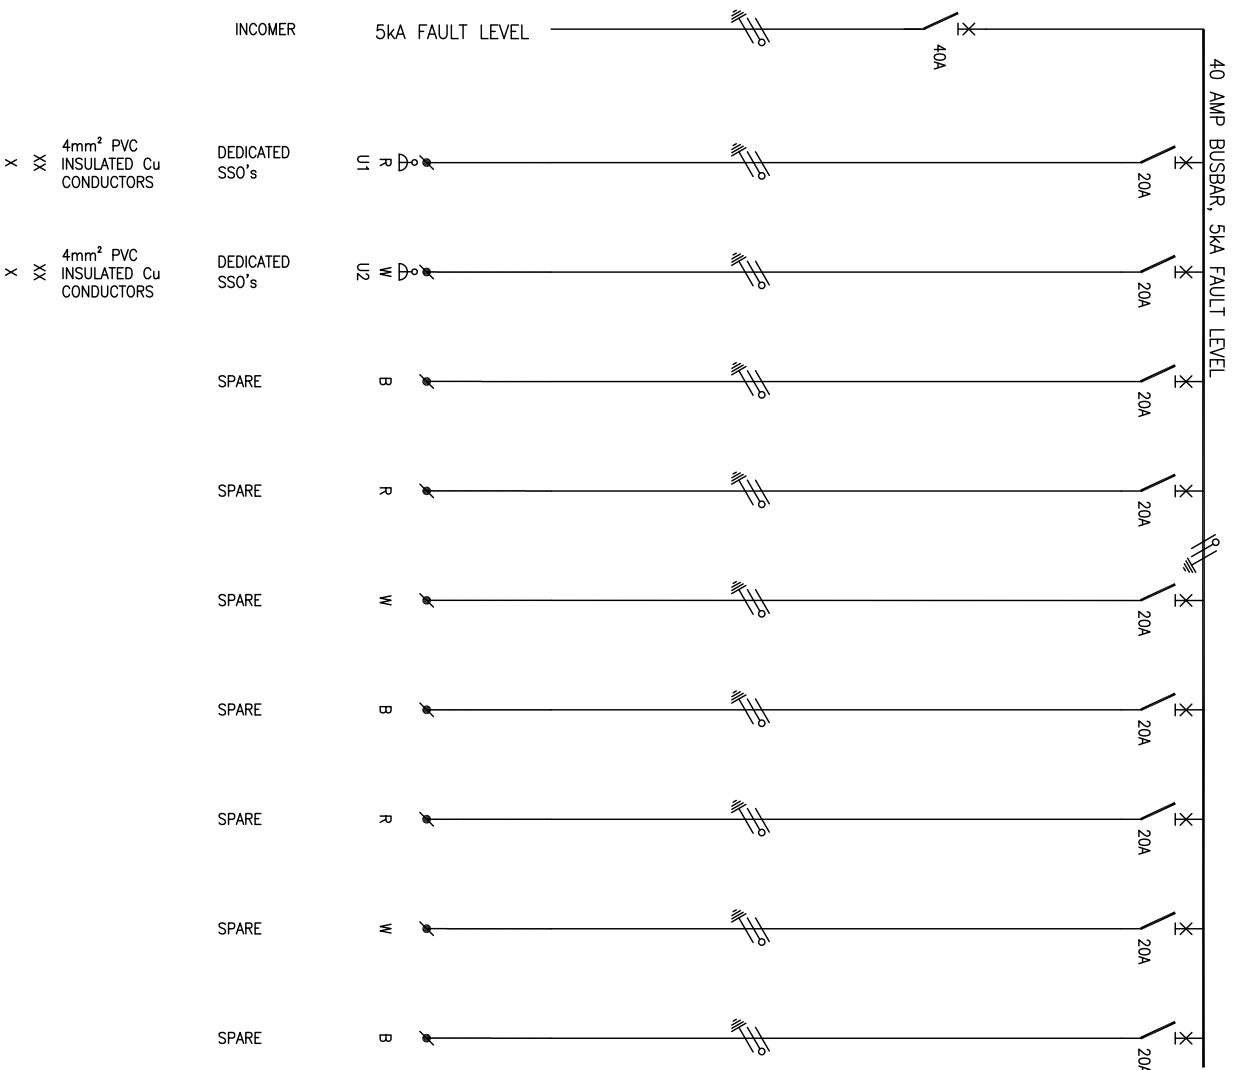 INCOMER
5kA FAULT LEVEL
40A
40 AMP BUSBAR, 5kA FAULT LEVEL
X
XX
4mm² PVC
INSULATED Cu
CONDUCTORS
DEDICATED
SSO's
U1
R
20A
X
XX
4mm² PVC
INSULATED Cu
CONDUCTORS
DEDICATED
SSO's
U2
W
20A
SPARE
B
20A
SPARE
R
20A
SPARE
W
20A
SPARE
B
20A
SPARE
R
20A
SPARE
W
20A
SPARE
B
20A